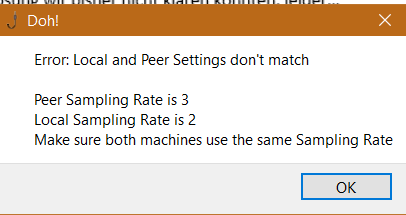 ösung wir bisher nicht klären konnten, leider...
Doh!
Error: Local and Peer Settings don't match
Peer Sampling Rate is 3
Local Sampling Rate is 2
Make sure both machines use the same Sampling Rate
OK